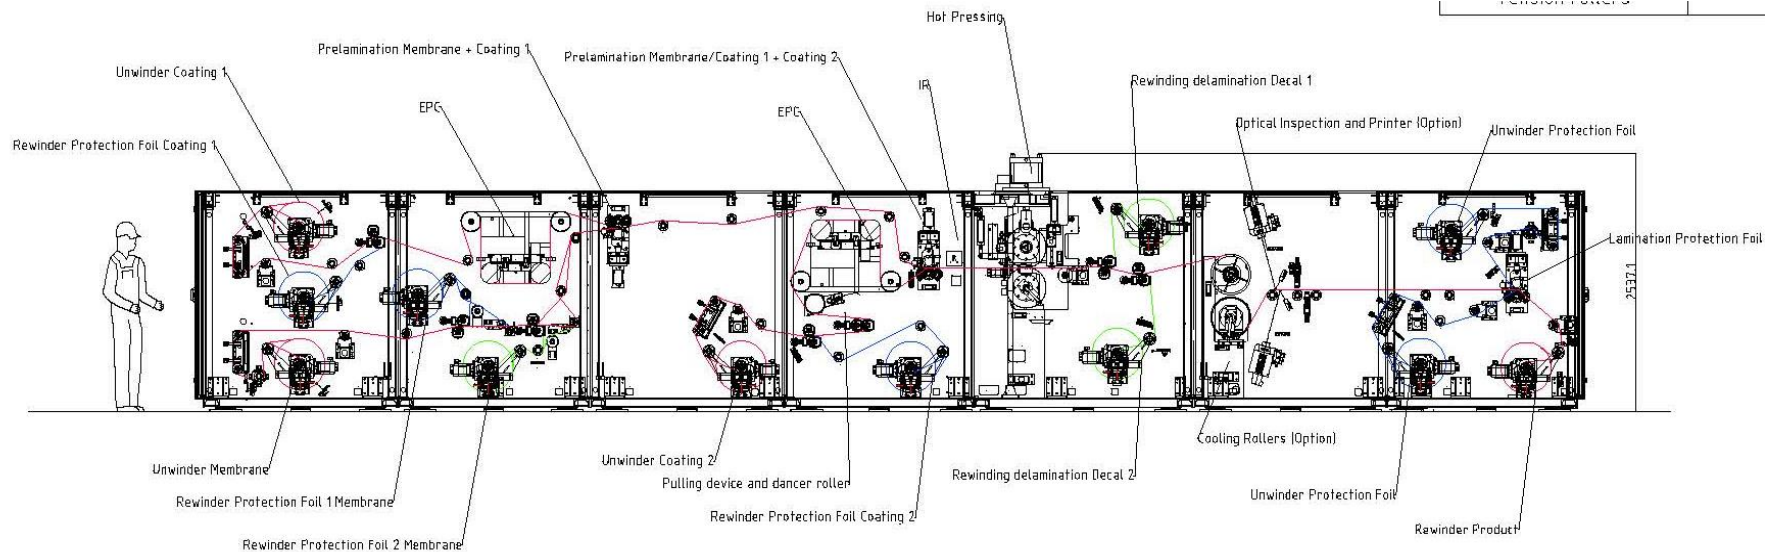 Tension Rollers
Hot Pressing
Prelamination Membrane + Coating 1
Prelamination Membrane/Coating 1 + Coating 2
Unwinder Coating 1
EPC
EPC
IR
Rewinding delamination Decal 1
Rewinder Protection Foil Coating 1
Optical Inspection and Printer (Option)
Unwinder Protection Foil
Lamination Protection Foil
2537.1
Cooling Rollers (Option)
Unwinder Membrane
Unwinder Coating 2
Pulling device and dancer roller
Rewinding delamination Decal 2
Rewinder Protection Foil 1 Membrane
Rewinder Protection Foil Coating 2
Unwinder Protection Foil
Rewinder Product
Rewinder Protection Foil 2 Membrane